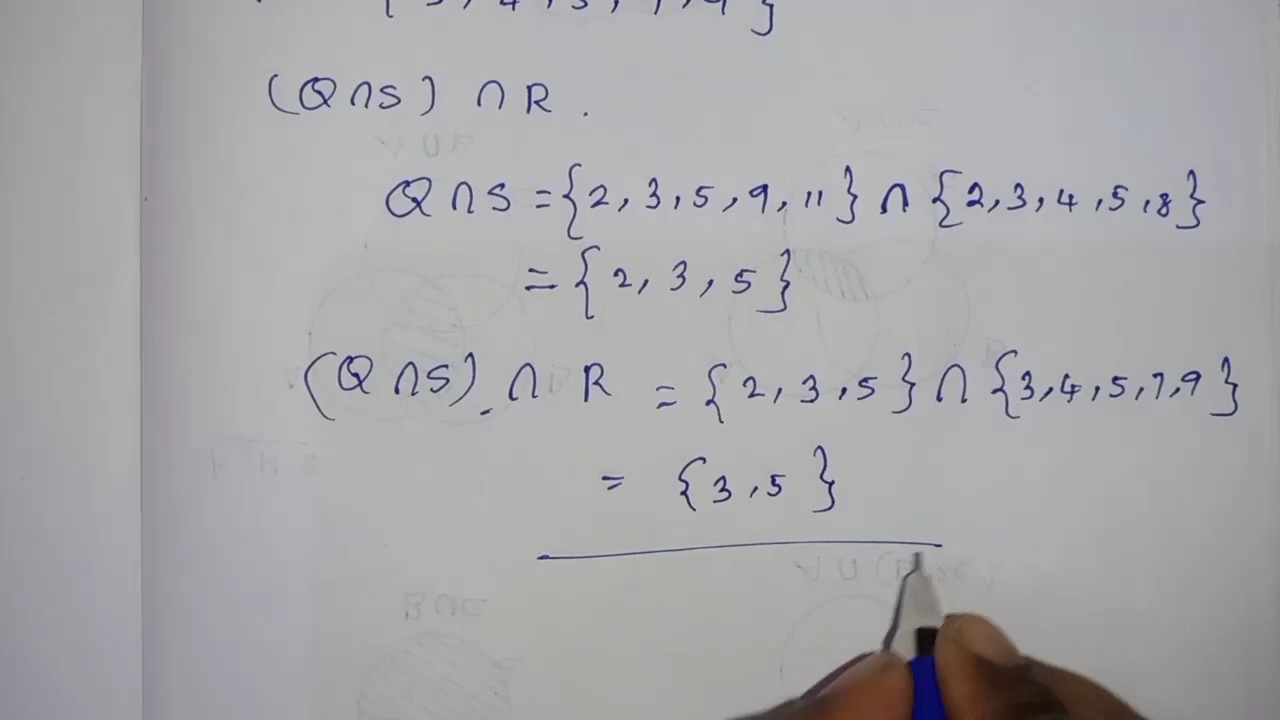 (Q ∩ S) ∩ R.
Q ∩ S = {2, 3, 5, 9, 11} ∩ {2, 3, 4, 5, 8}
= {2, 3, 5}
(Q ∩ S) ∩ R = {2, 3, 5} ∩ {3, 4, 5, 7, 9}
= {3, 5}